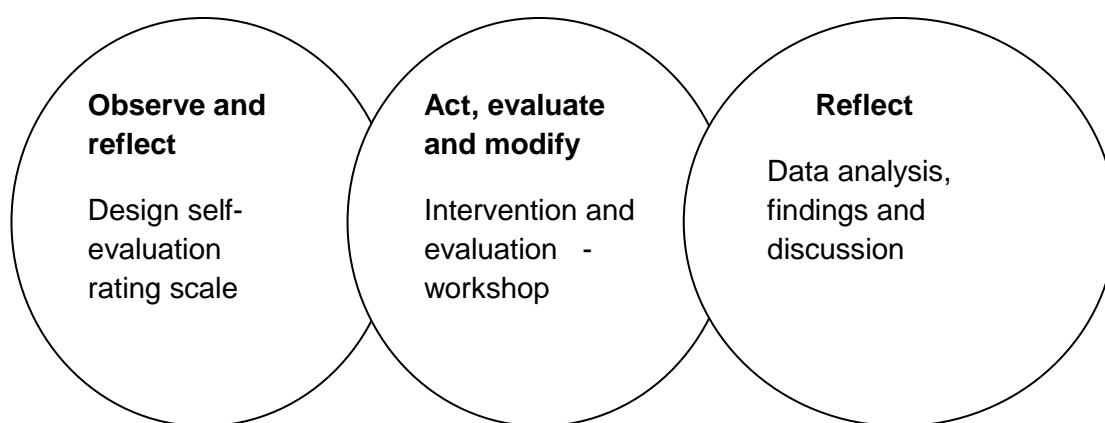 Observe and
reflect
Design self-
evaluation
rating scale
Act, evaluate
and modify
Intervention and
evaluation -
workshop
Reflect
Data analysis,
findings and
discussion